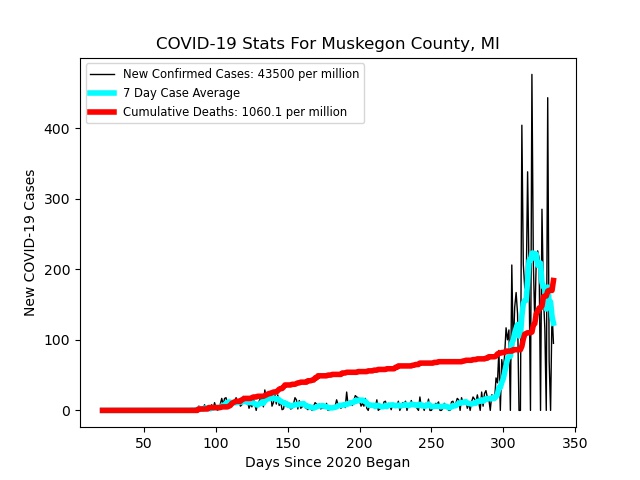 COVID-19 Stats For Muskegon County, MI
New Confirmed Cases: 43500 per million
7 Day Case Average
Cumulative Deaths: 1060.1 per million
New COVID-19 Cases
400
300
200
100
0
50 100 150 200 250 300 350
Days Since 2020 Began